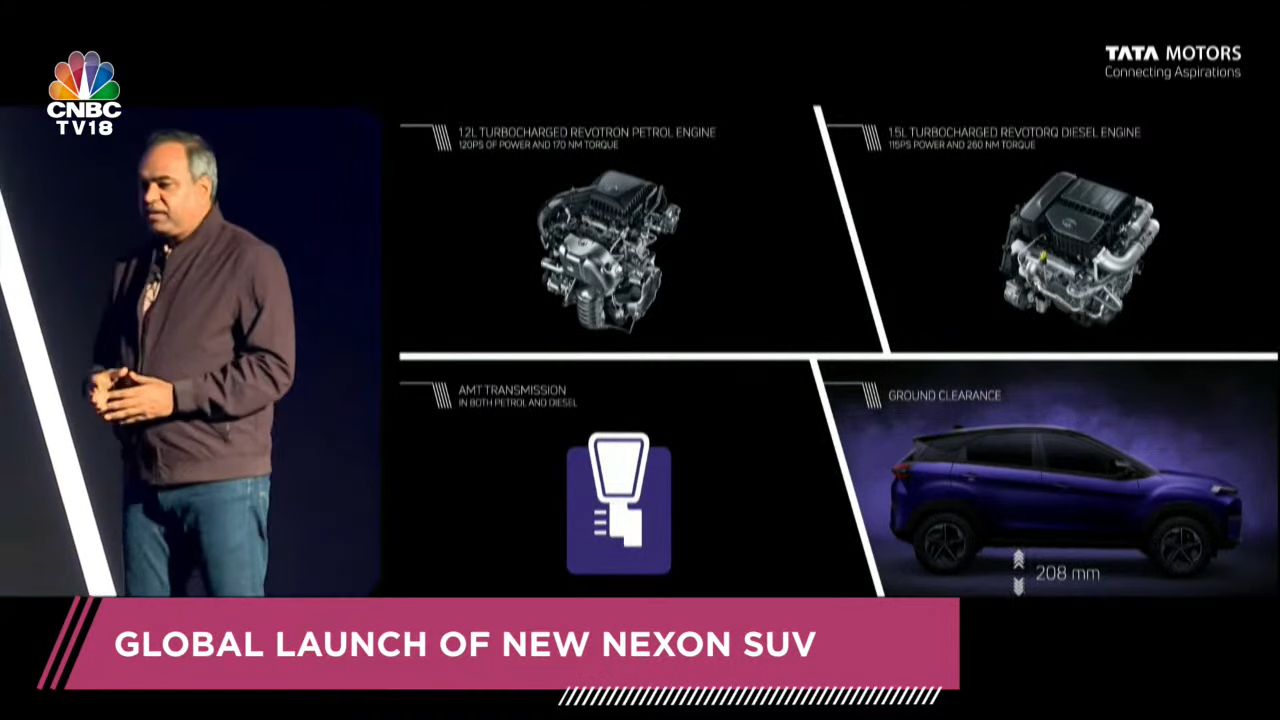 CNBC
TV18
TATA MOTORS
Connecting Aspirations
1.2L TURBOCHARGED REVOTRON PETROL ENGINE
120PS OF POWER AND 170 NM TORQUE
1.5L TURBOCHARGED REVOTORQ DIESEL ENGINE
115PS POWER AND 260 NM TORQUE
AMT TRANSMISSION
IN BOTH PETROL AND DIESEL
GROUND CLEARANCE
208 mm
GLOBAL LAUNCH OF NEW NEXON SUV